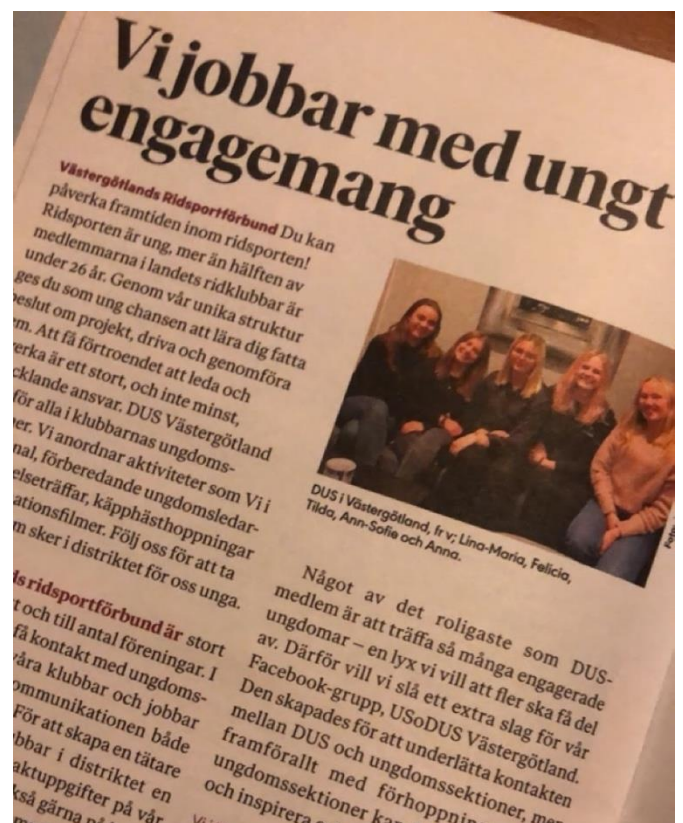 Vi jobbar med ungt
engagemang
Västergötlands Ridsportförbund Du kan
påverka framtiden inom ridsporten!
Ridsporten är ung, mer än hälften av
medlemmarna i landets ridklubbar är
under 26 år. Genom vår unika struktur
ges du som ung chansen att lära dig fatta
beslut om projekt, driva och genomföra
em. Att få förtroendet att leda och
verka är ett stort, och inte minst,
cklande ansvar. DUS Västergötland
för alla i klubbarnas ungdoms-
er. Vi anordnar aktiviteter som Vi i
nal, förberedande ungdomsledar-
elseträffar, käpphästhoppningar
ationsfilmer. Följ oss för att ta
m sker i distriktet för oss unga.
ds ridsportförbund är stort
t och till antal föreningar. I
få kontakt med ungdoms-
våra klubbar och jobbar
ommunikationen både
För att skapa en tätare
bbar i distriktet en
aktuppgifter på vår
kså gärna på
DUS i Västergötland, fr v; Lina-Maria, Felicia,
Tilda, Ann-Sofie och Anna.
Foto:
Något av det roligaste som DUS-
medlem är att träffa så många engagerade
ungdomar – en lyx vi vill att fler ska få del
av. Därför vill vi slå ett extra slag för vår
Facebook-grupp, USoDUS Västergötland.
Den skapades för att underlätta kontakten
mellan DUS och ungdomssektioner, men
framförallt med förhoppnin
ungdomssektioner kan
och inspirera